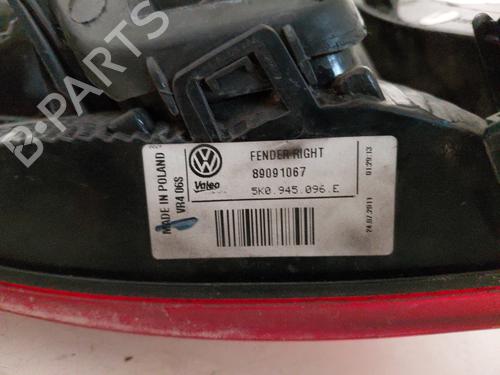 B-PARTS
MADE IN POLAND
VR4 06S
Valeo
FENDER RIGHT
89091067
5K0.945.096.E
01:29:13
24.07.2011